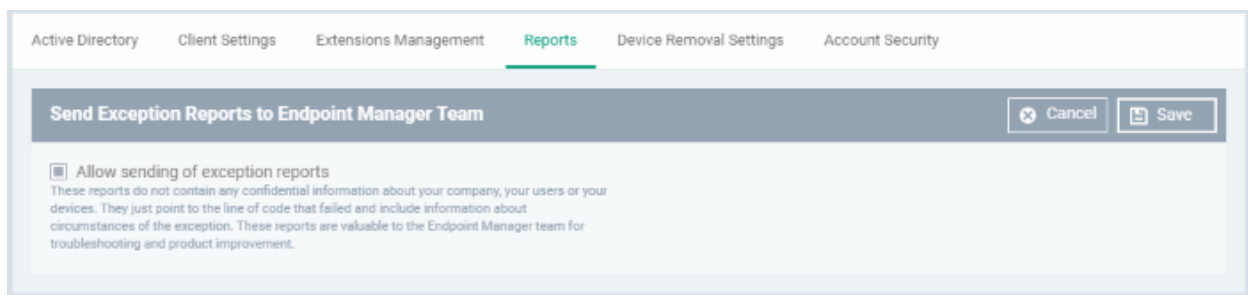 Active Directory Client Settings Extensions Management Reports Device Removal Settings Account Security
Send Exception Reports to Endpoint Manager Team Cancel Save
Allow sending of exception reports
These reports do not contain any confidential information about your company, your users or your
devices. They just point to the line of code that failed and include information about
circumstances of the exception. These reports are valuable to the Endpoint Manager team for
troubleshooting and product improvement.